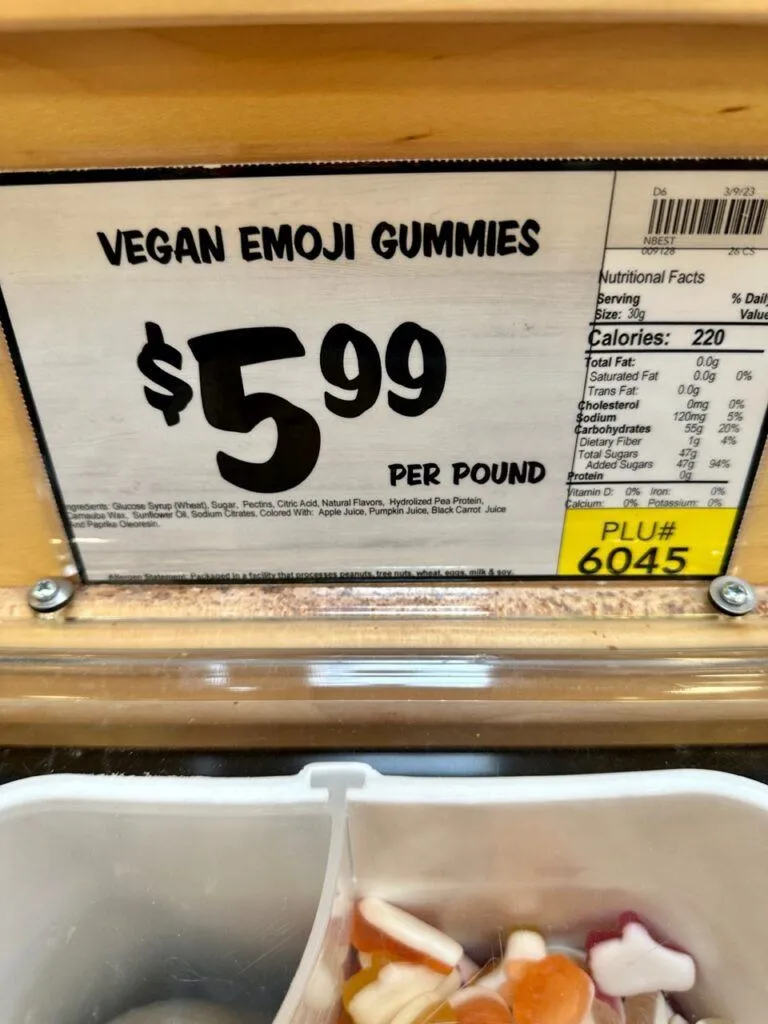 VEGAN EMOJI GUMMIES
$5.99
PER POUND
Ingredients: Glucose Syrup (Wheat), Sugar, Pectins, Citric Acid, Natural Flavors, Hydrolized Pea Protein,
Carnauba Wax, Sunflower Oil, Sodium Citrates, Colored With: Apple Juice, Pumpkin Juice, Black Carrot Juice
And Paprika Oleoresin.
Allergen Statement: Packaged in a facility that processes peanuts, tree nuts, wheat, eggs, milk & soy.
D6 3/9/23
NBEST
009128 26 CS
Nutritional Facts
Serving % Daily
Size: 30g Value
Calories: 220
Total Fat: 0.0g
Saturated Fat 0.0g 0%
Trans Fat: 0.0g
Cholesterol 0mg 0%
Sodium 120mg 5%
Carbohydrates 55g 20%
Dietary Fiber 1g 4%
Total Sugars 47g
Added Sugars 47g 94%
Protein 0g
Vitamin D: 0% Iron: 0%
Calcium: 0% Potassium: 0%
PLU#
6045